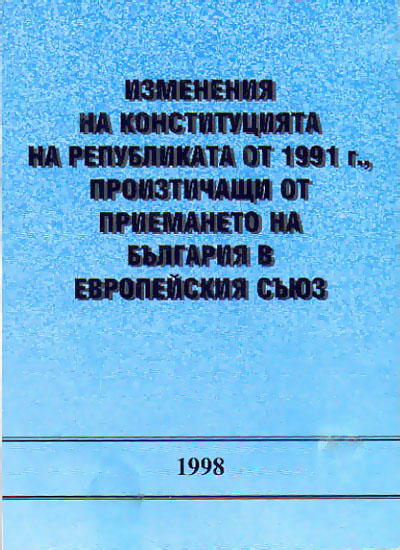 ИЗМЕНЕНИЯ
НА КОНСТИТУЦИЯТА
НА РЕПУБЛИКАТА ОТ 1991 г.,
ПРОИЗТИЧАЩИ ОТ
ПРИЕМАНЕТО НА
БЪЛГАРИЯ В
ЕВРОПЕЙСКИЯ СЪЮЗ
1998